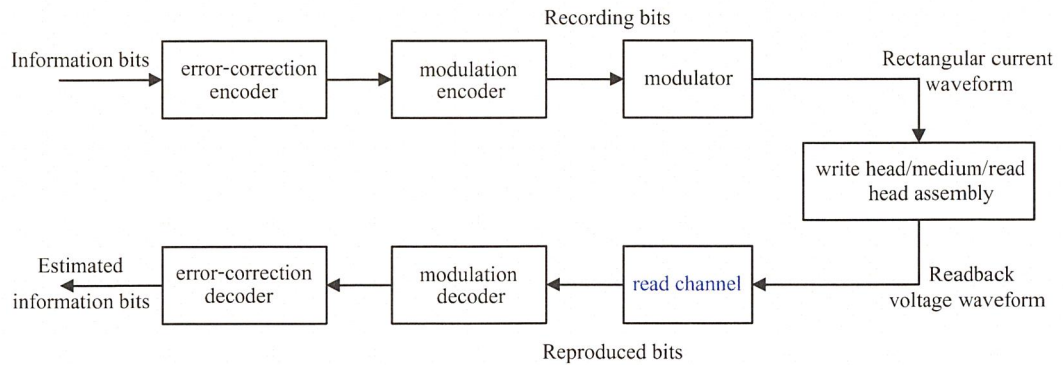 Recording bits
Information bits
error-correction
encoder
modulation
encoder
modulator
Rectangular current
waveform
write head/medium/read
head assembly
Estimated
information bits
error-correction
decoder
modulation
decoder
read channel
Readback
voltage waveform
Reproduced bits